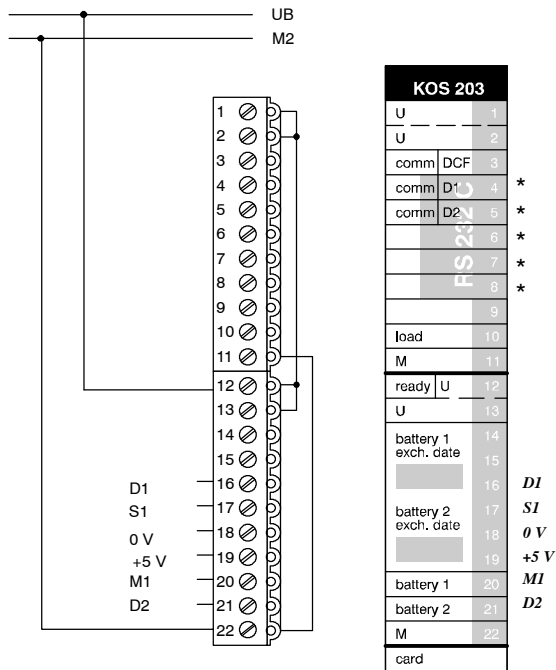 UB
M2
1
2
3
4
5
6
7
8
9
10
11
12
13
14
15
D1 16
S1 17
0 V 18
+5 V 19
M1 20
D2 21
22
KOS 203
U 1
U 2
comm DCF 3
comm D1 4 *
comm D2 5 *
6 *
7 *
8 *
RS 232 C
9
load 10
M 11
ready U 12
U 13
battery 1 14
exch. date
15
16 D1
battery 2 17 S1
exch. date 18 0 V
19 +5 V
battery 1 20 M1
battery 2 21 D2
M 22
card